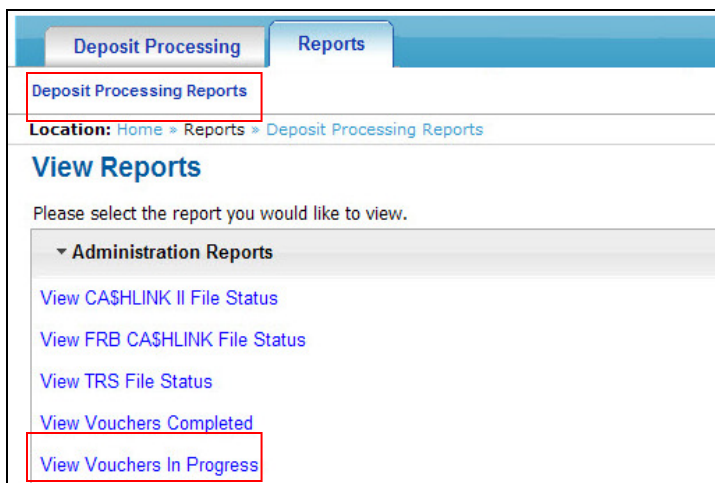 Deposit Processing
Reports
Deposit Processing Reports
Location: Home » Reports » Deposit Processing Reports
View Reports
Please select the report you would like to view.
Administration Reports
View CA$HLINK II File Status
View FRB CA$HLINK File Status
View TRS File Status
View Vouchers Completed
View Vouchers In Progress